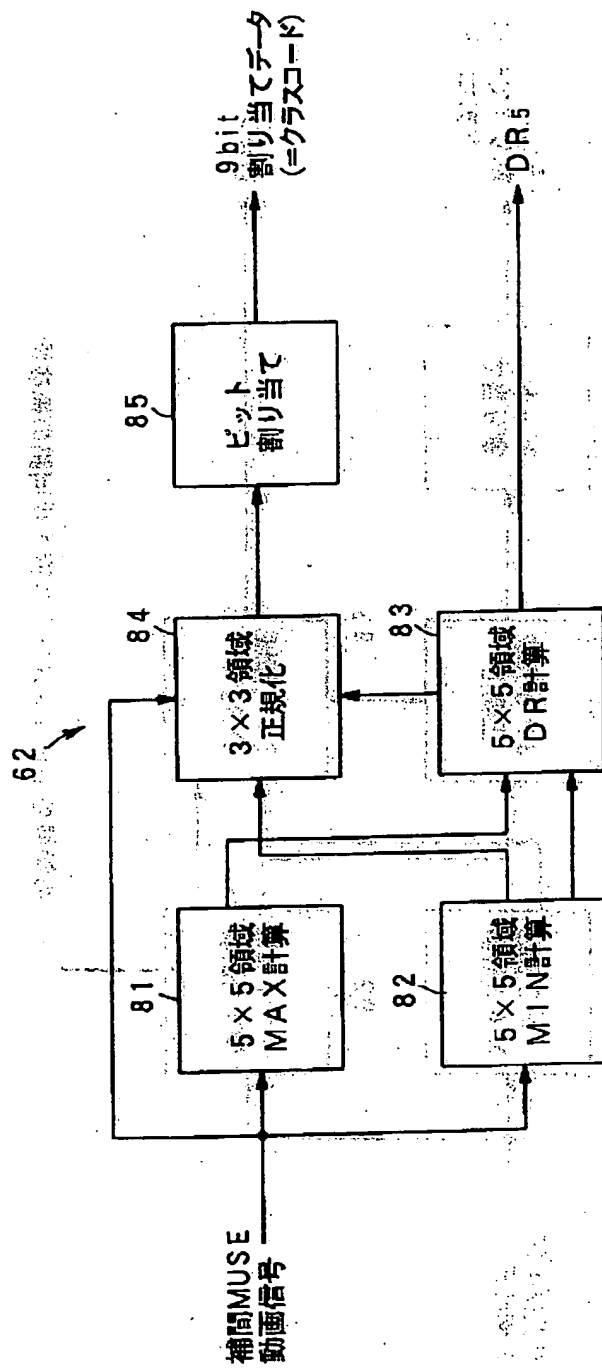 62
補間MUSE
動画信号
81
5×5領域
MAX計算
82
5×5領域
MIN計算
84
3×3領域
正規化
83
5×5領域
DR計算
85
ビット
割り当て
9bit
割り当てデータ
(=クラスコード)
DR5